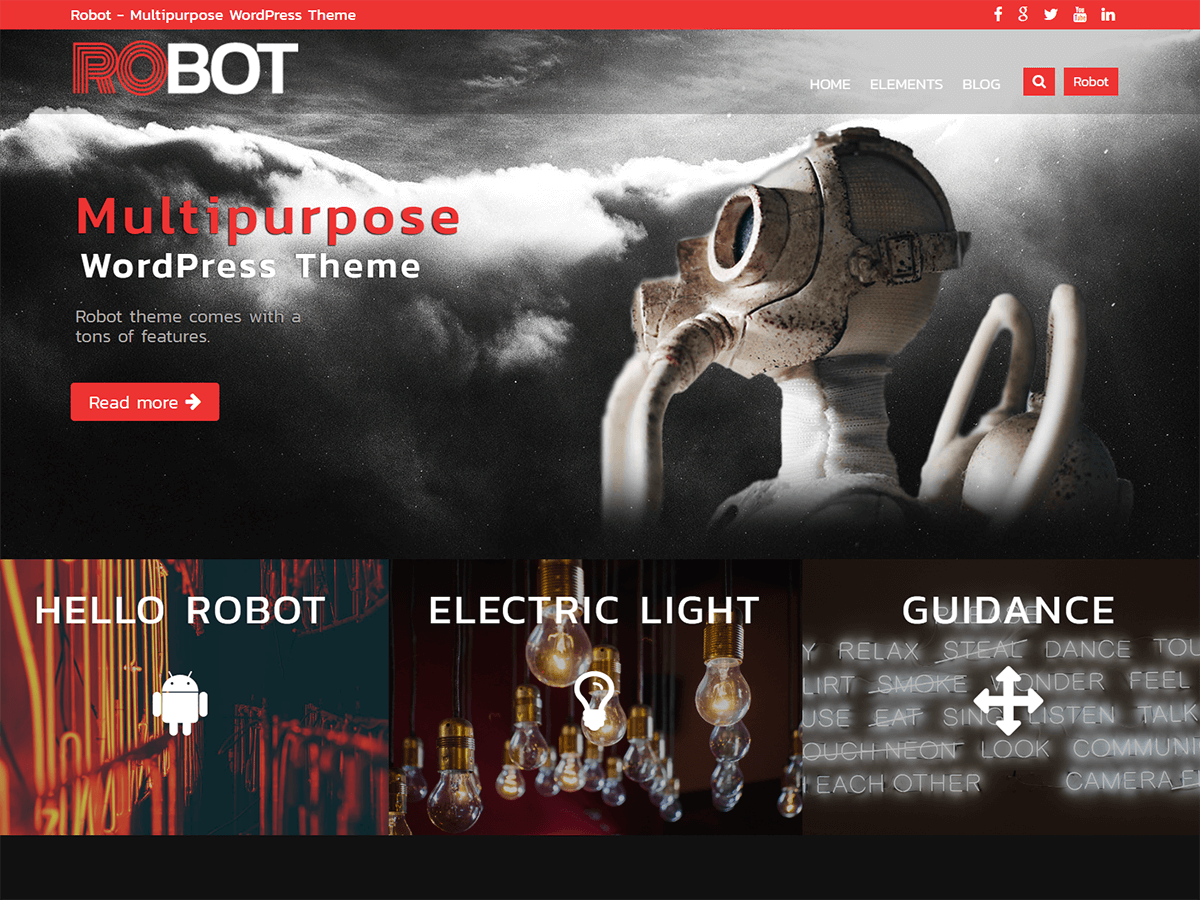 Robot - Multipurpose WordPress Theme
ROBOT
HOME ELEMENTS BLOG Robot
Multipurpose
WordPress Theme
Robot theme comes with a
tons of features.
Read more
HELLO ROBOT ELECTRIC LIGHT GUIDANCE
RELAX STEAL DANCE TOU
LIRT SMOKE WONDER FEEL
USE EAT SING LISTEN TALK
OUCH NEON LOOK COMMUNI
EACH OTHER CAMERA